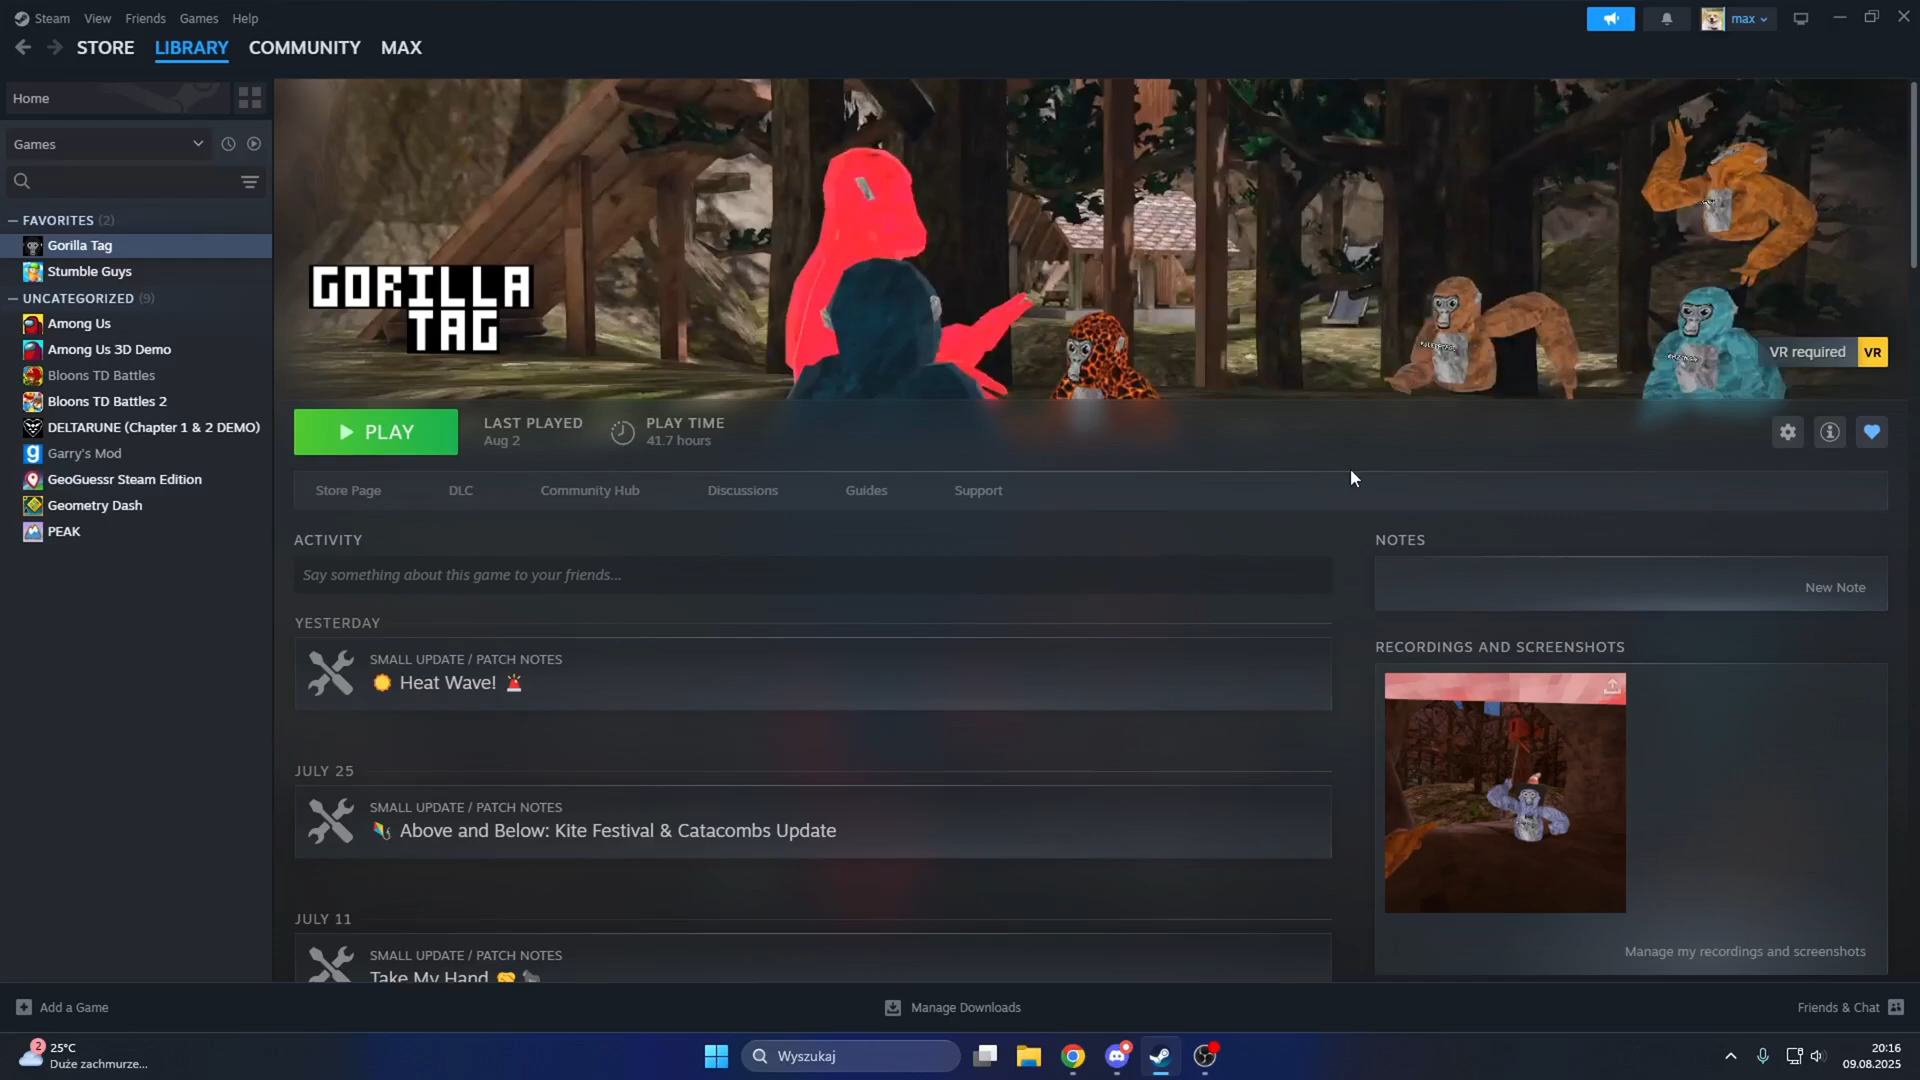 Steam View Friends Games Help
max
STORE LIBRARY COMMUNITY MAX
Home
Games
FAVORITES (2)
Gorilla Tag
Stumble Guys
UNCATEGORIZED (9)
Among Us
Among Us 3D Demo
Bloons TD Battles
Bloons TD Battles 2
DELTARUNE (Chapter 1 & 2 DEMO)
Garry's Mod
GeoGuessr Steam Edition
Geometry Dash
PEAK
GORILLA
TAG
VR required VR
PLAY
LAST PLAYED
Aug 2
PLAY TIME
41.7 hours
Store Page DLC Community Hub Discussions Guides Support
ACTIVITY
Say something about this game to your friends...
YESTERDAY
SMALL UPDATE / PATCH NOTES
Heat Wave!
JULY 25
SMALL UPDATE / PATCH NOTES
Above and Below: Kite Festival & Catacombs Update
JULY 11
SMALL UPDATE / PATCH NOTES
Take My Hand
NOTES
New Note
RECORDINGS AND SCREENSHOTS
Manage my recordings and screenshots
Add a Game
Manage Downloads
Friends & Chat
2
25°C
Duże zachmurze...
Wyszukaj
20:16
09.08.2025